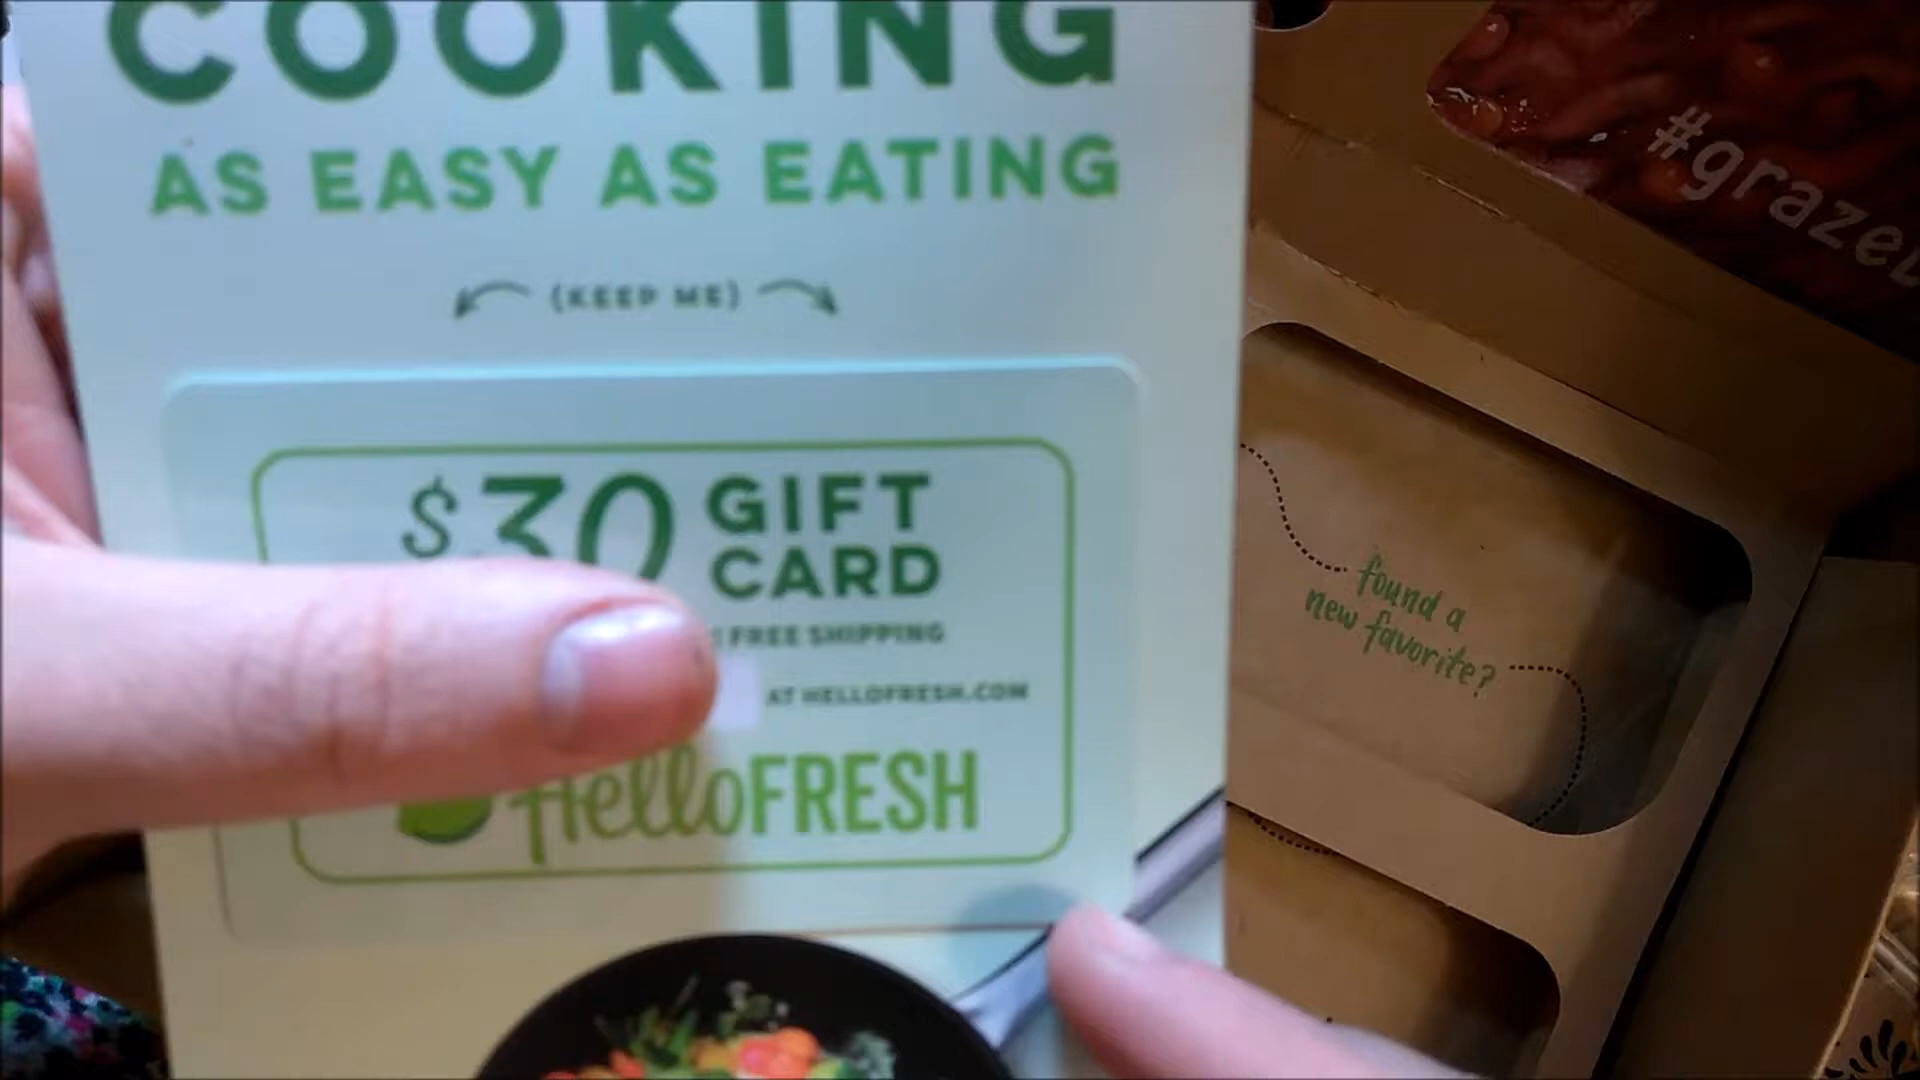 COOKING
AS EASY AS EATING
(KEEP ME)
$30 GIFT
CARD
FREE SHIPPING
AT HELLOFRESH.COM
HelloFRESH
found a
new favorite?